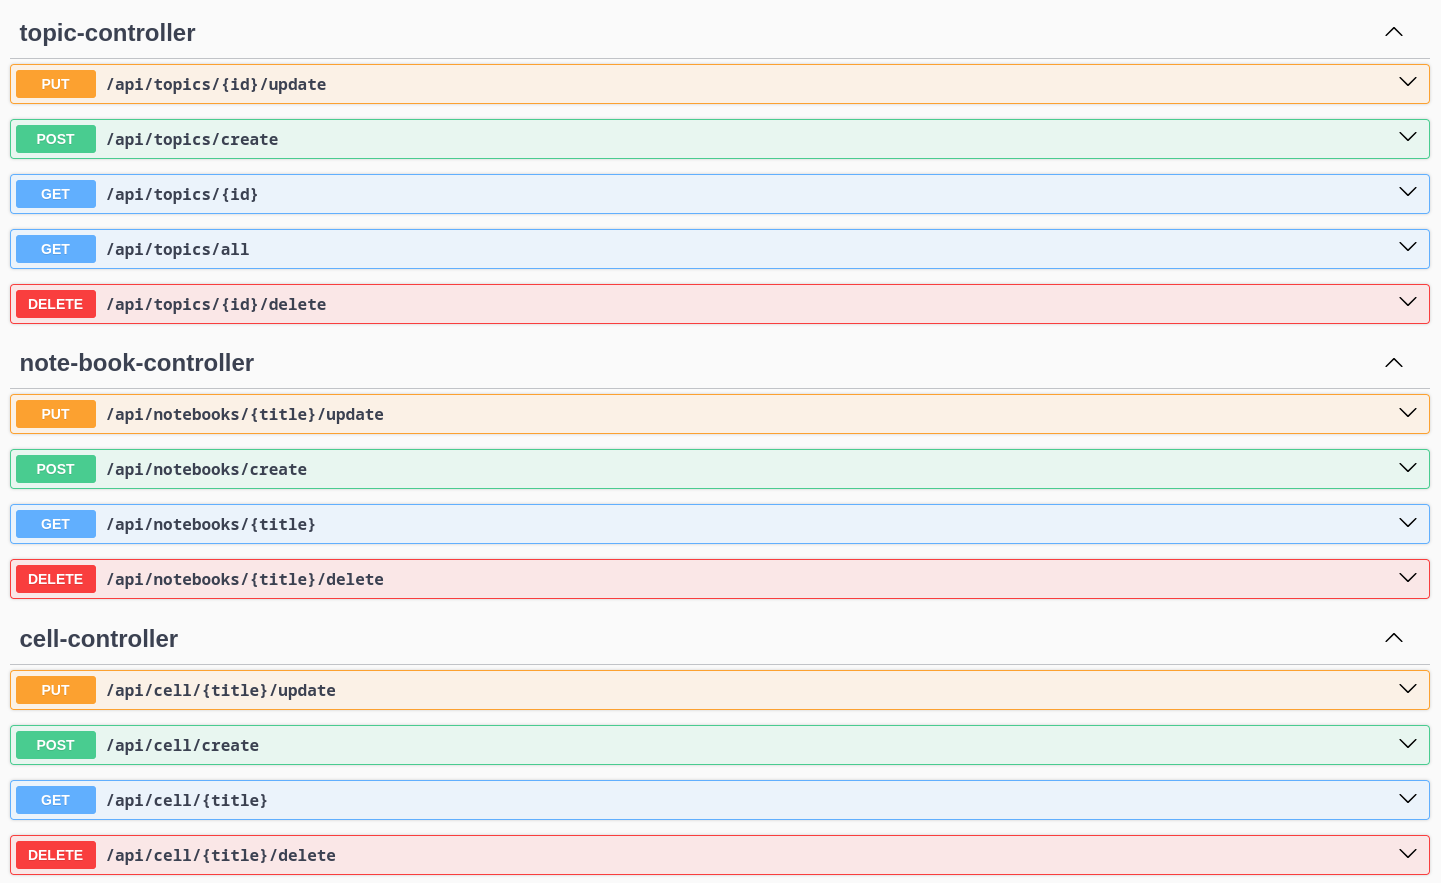 topic-controller
PUT /api/topics/{id}/update
POST /api/topics/create
GET /api/topics/{id}
GET /api/topics/all
DELETE /api/topics/{id}/delete
note-book-controller
PUT /api/notebooks/{title}/update
POST /api/notebooks/create
GET /api/notebooks/{title}
DELETE /api/notebooks/{title}/delete
cell-controller
PUT /api/cell/{title}/update
POST /api/cell/create
GET /api/cell/{title}
DELETE /api/cell/{title}/delete